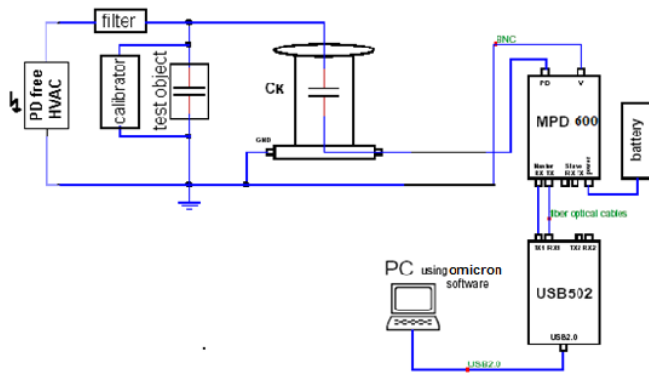 filter
PD free
HVAC
calibrator
test object
CK
GND
BNC
PD
V
MPD 600
Master
RX TX
Slave
RX TX
power
battery
fiber optical cables
TX1 RX1
TX2 RX2
USB502
USB2.0
PC using omicron
software
USB2.0